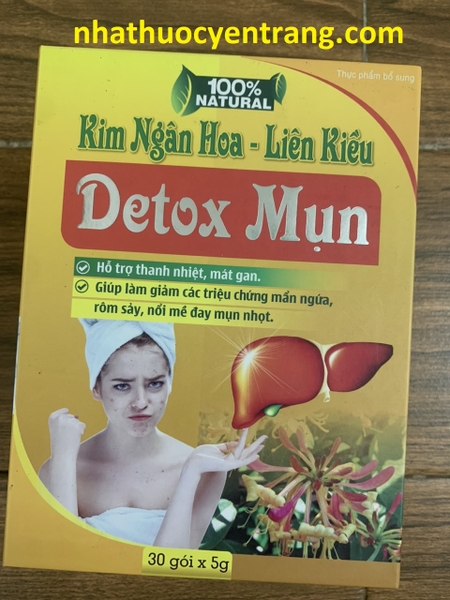 nhathuocyentrang.com
Thực phẩm bổ sung
100%
NATURAL
Kim Ngân Hoa - Liên Kiều
Detox Mụn
Hỗ trợ thanh nhiệt, mát gan.
Giúp làm giảm các triệu chứng mẩn ngứa,
rôm sảy, nổi mề đay mụn nhọt.
30 gói x 5g